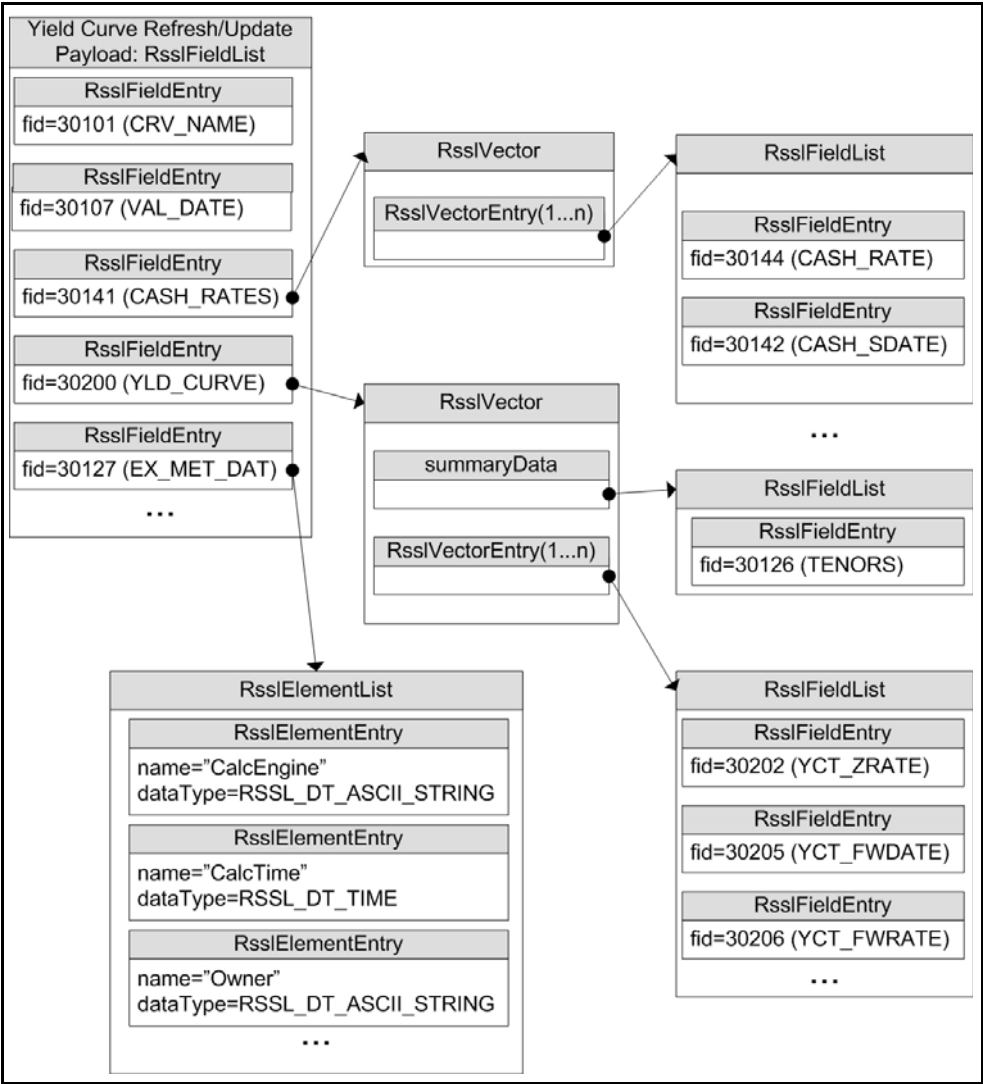 Yield Curve Refresh/Update
Payload: RsslFieldList
RsslFieldEntry
fid=30101 (CRV_NAME)
RsslFieldEntry
fid=30107 (VAL_DATE)
RsslFieldEntry
fid=30141 (CASH_RATES)
RsslFieldEntry
fid=30200 (YLD_CURVE)
RsslFieldEntry
fid=30127 (EX_MET_DAT)
...
RsslVector
RsslVectorEntry(1...n)
RsslFieldList
RsslFieldEntry
fid=30144 (CASH_RATE)
RsslFieldEntry
fid=30142 (CASH_SDATE)
...
RsslVector
summaryData
RsslVectorEntry(1...n)
RsslFieldList
RsslFieldEntry
fid=30126 (TENORS)
RsslFieldList
RsslFieldEntry
fid=30202 (YCT_ZRATE)
RsslFieldEntry
fid=30205 (YCT_FWDATE)
RsslFieldEntry
fid=30206 (YCT_FWRATE)
...
RsslElementList
RsslElementEntry
name="CalcEngine"
dataType=RSSL_DT_ASCII_STRING
RsslElementEntry
name="CalcTime"
dataType=RSSL_DT_TIME
RsslElementEntry
name="Owner"
dataType=RSSL_DT_ASCII_STRING
...